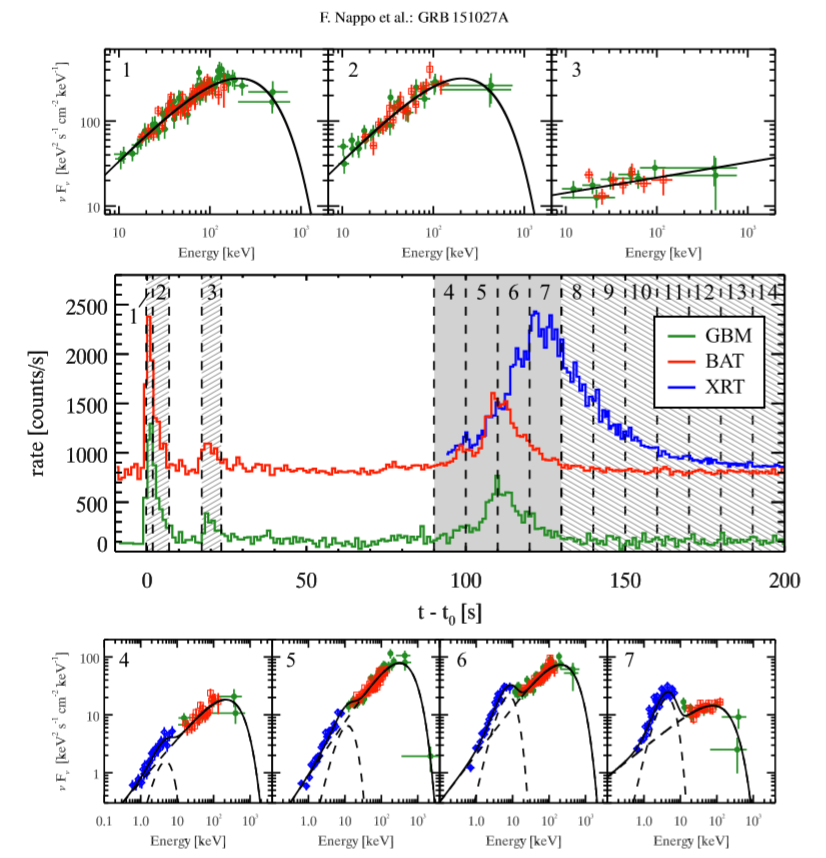 F. Nappo et al.: GRB 151027A
ν Fν [keV² s⁻¹ cm⁻² keV⁻¹]
100
10
1
2
3
10 10² 10³
10 10² 10³
10 10² 10³
Energy [keV]
Energy [keV]
Energy [keV]
1 2 3 4 5 6 7 8 9 10 11 12 13 14
rate [counts/s]
2500
2000
1500
1000
500
0
GBM
BAT
XRT
0 50 100 150 200
t - t₀ [s]
ν Fν [keV² s⁻¹ cm⁻² keV⁻¹]
100
10
1
4
5
6
7
0.1 1.0 10 10² 10³
1.0 10 10² 10³
1.0 10 10² 10³
1.0 10 10² 10³
Energy [keV]
Energy [keV]
Energy [keV]
Energy [keV]